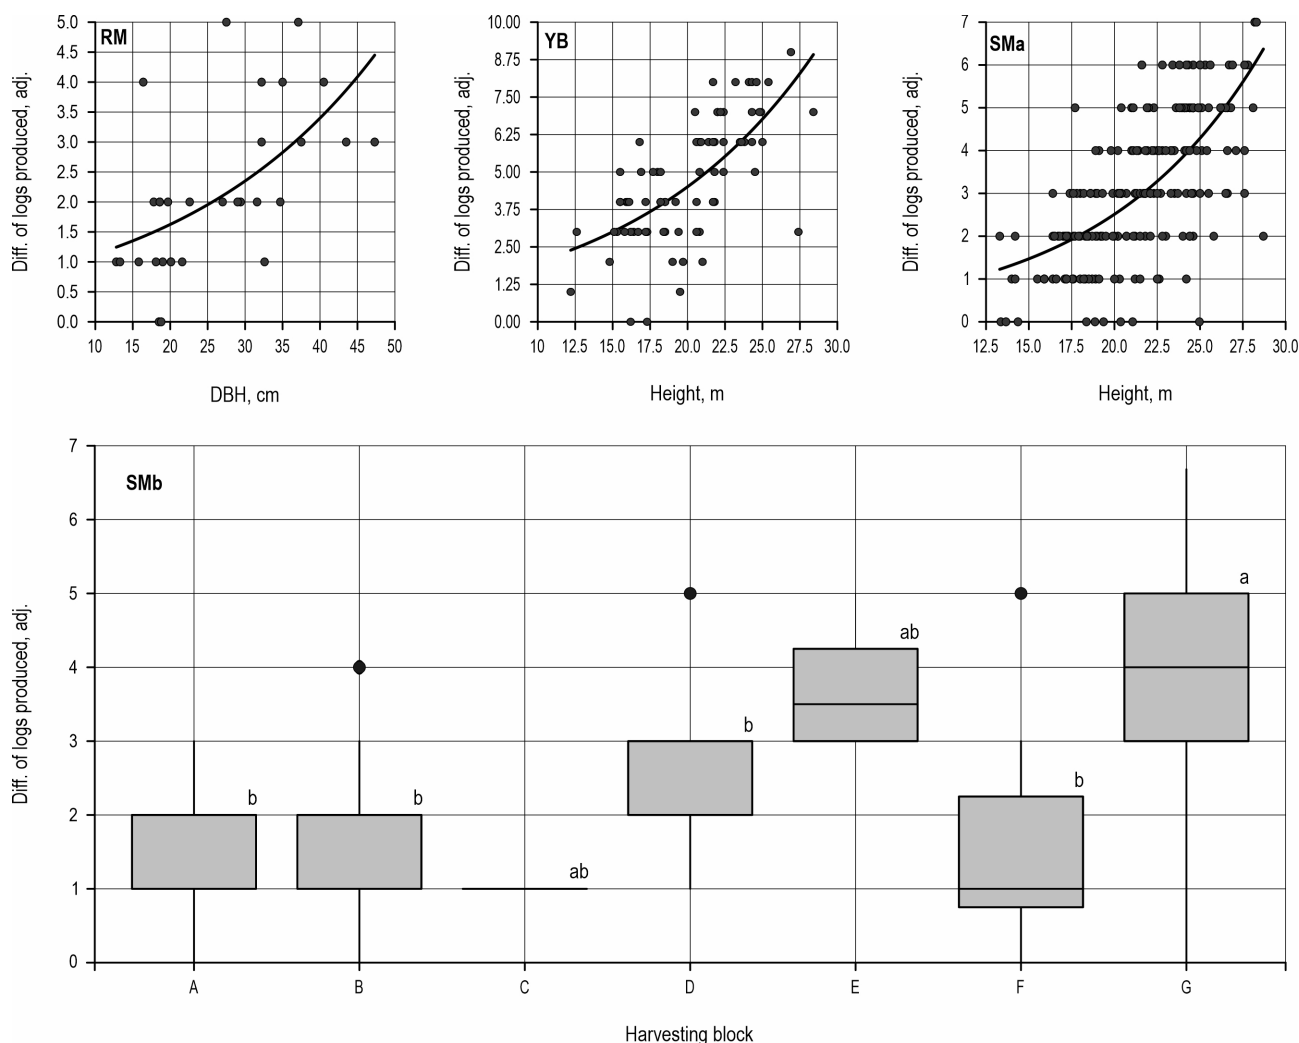 RM
Diff. of logs produced, adj.
5.0
4.5
4.0
3.5
3.0
2.5
2.0
1.5
1.0
0.5
0.0
10 15 20 25 30 35 40 45 50
DBH, cm
YB
Diff. of logs produced, adj.
10.00
8.75
7.50
6.25
5.00
3.75
2.50
1.25
0.00
10 12.5 15.0 17.5 20.0 22.5 25.0 27.5 30.0
Height, m
SMa
Diff. of logs produced, adj.
7
6
5
4
3
2
1
0
12.5 15.0 17.5 20.0 22.5 25.0 27.5 30.0
Height, m
SMb
Diff. of logs produced, adj.
7
6
5
4
3
2
1
0
b
b
ab
b
ab
b
a
A B C D E F G
Harvesting block